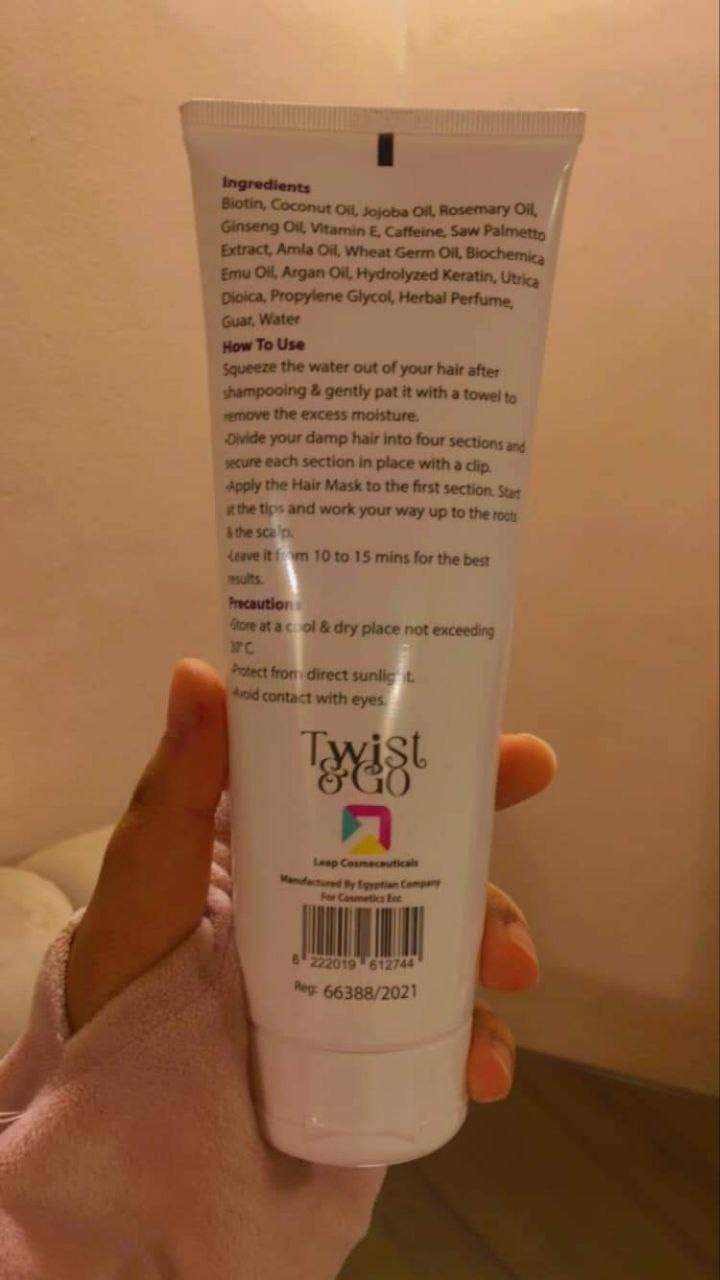 Ingredients
Biotin, Coconut Oil, Jojoba Oil, Rosemary Oil,
Ginseng Oil, Vitamin E, Caffeine, Saw Palmetto
Extract, Amla Oil, Wheat Germ Oil, Biochemica
Emu Oil, Argan Oil, Hydrolyzed Keratin, Utrica
Dioica, Propylene Glycol, Herbal Perfume,
Guar, Water
How To Use
Squeeze the water out of your hair after
shampooing & gently pat it with a towel to
remove the excess moisture.
-Divide your damp hair into four sections and
secure each section in place with a clip.
-Apply the Hair Mask to the first section. Start
at the tips and work your way up to the roots
& the scalp.
-Leave it from 10 to 15 mins for the best
results.
Precautions
-Store at a cool & dry place not exceeding
30° C.
-Protect from direct sunlight.
-Avoid contact with eyes.
Twist
&Go
Leap Cosmaceuticals
Manufactured By Egyptian Company
For Cosmetics Ecc
6 222019 612744
Reg: 66388/2021